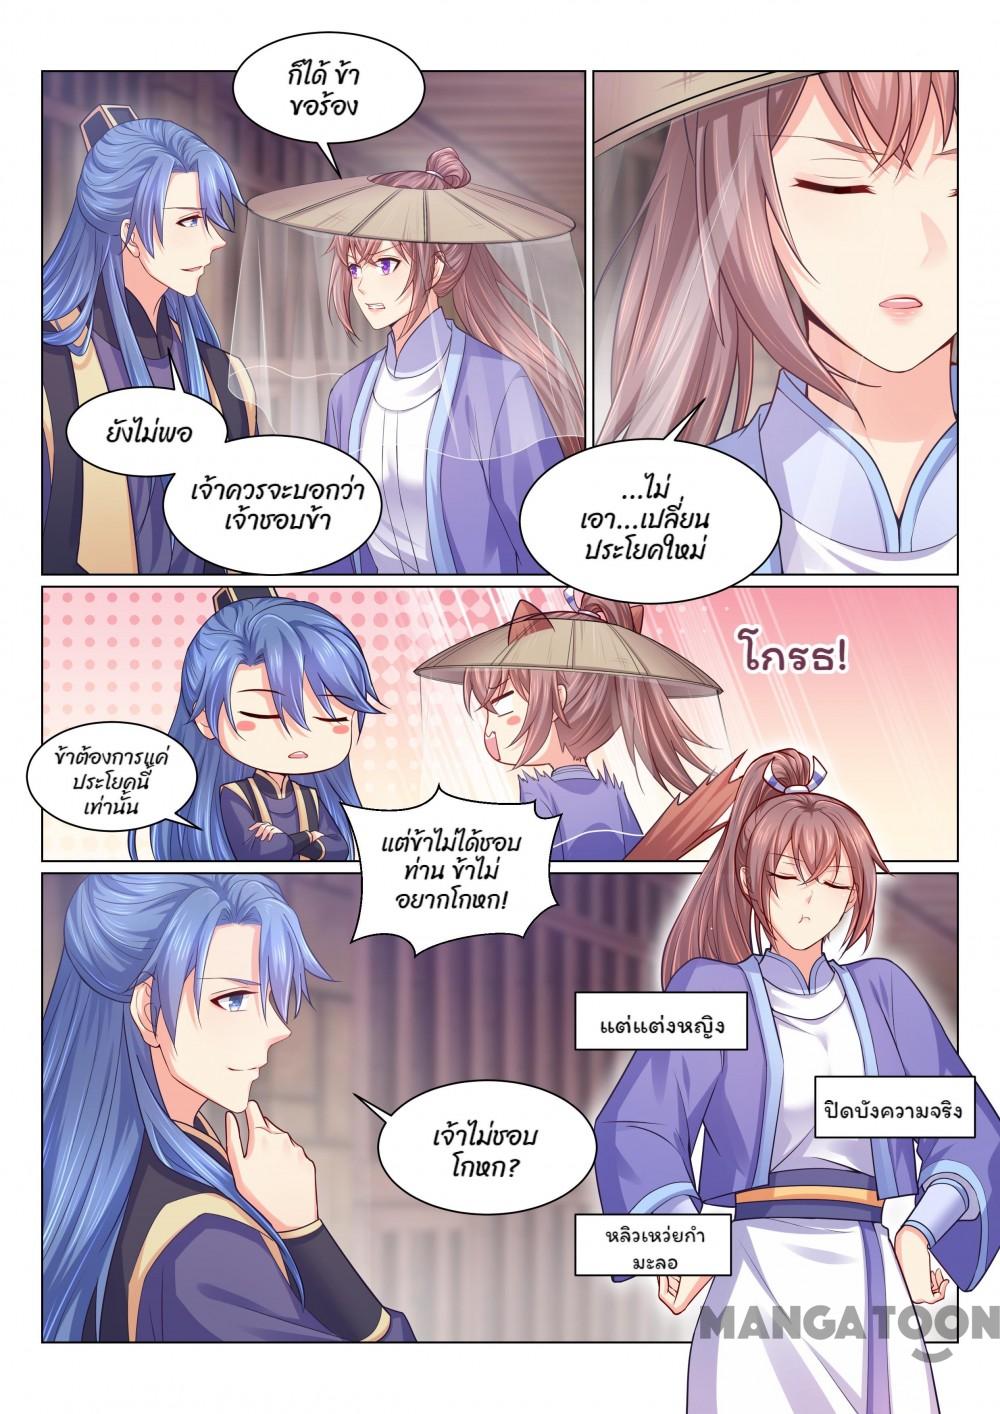 ก็ได้ ข้า
ขอร้อง
ยังไม่พอ
เจ้าควรจะบอกว่า
เจ้าชอบข้า
...ไม่
เอา...เปลี่ยน
ประโยคใหม่
โกรธ!
ข้าต้องการแค่
ประโยคนี้
เท่านั้น
แต่ข้าไม่ได้ชอบ
ท่าน ข้าไม่
อยากโกหก!
แต่แต่งหญิง
ปิดบังความจริง
เจ้าไม่ชอบ
โกหก?
หลิวเหว่ยกำ
มะลอ
MANGATOON